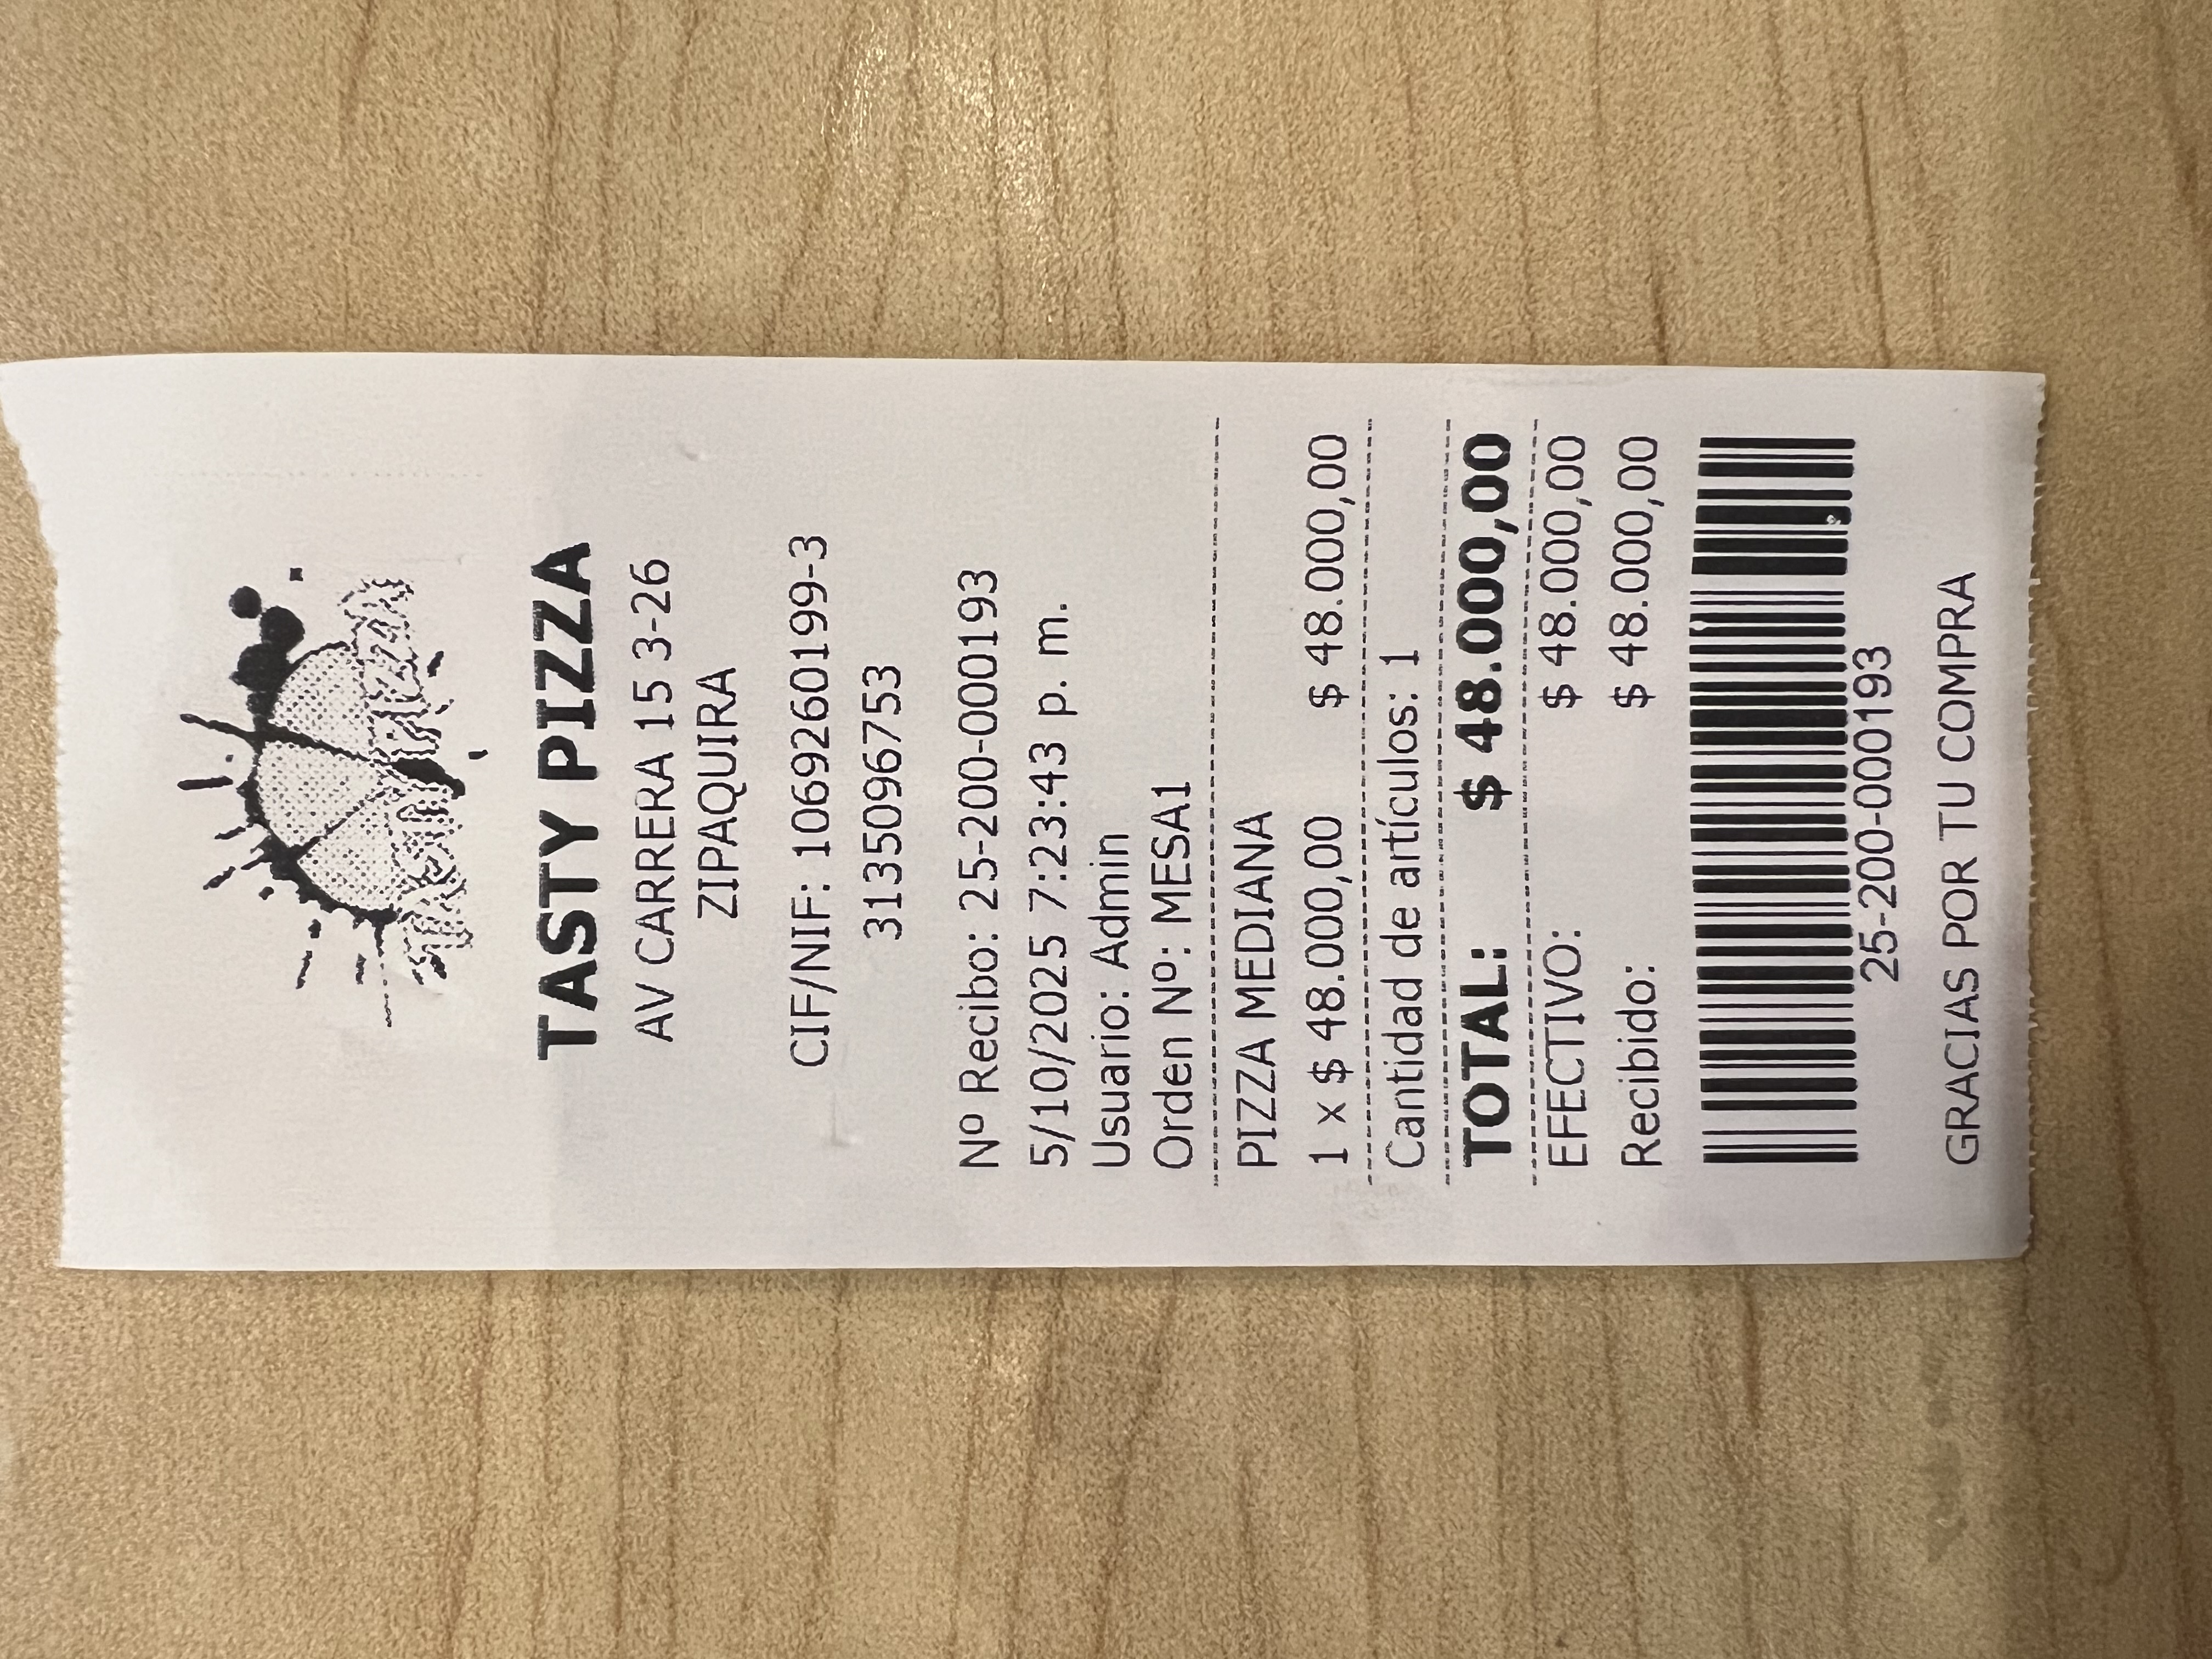 TASTY PIZZA
AV CARRERA 15 3-26
ZIPAQUIRA
CIF/NIF: 1069260199-3
3135096753
Nº Recibo: 25-200-000193
5/10/2025 7:23:43 p. m.
Usuario: Admin
Orden Nº: MESA1
PIZZA MEDIANA
1 x $ 48.000,00 $ 48.000,00
Cantidad de artículos: 1
TOTAL: $ 48.000,00
EFECTIVO: $ 48.000,00
Recibido: $ 48.000,00
25-200-000193
GRACIAS POR TU COMPRA